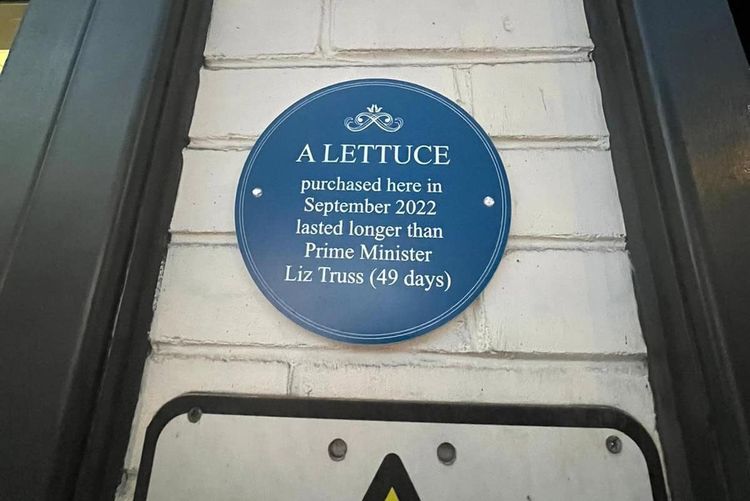 A LETTUCE
purchased here in
September 2022
lasted longer than
Prime Minister
Liz Truss (49 days)